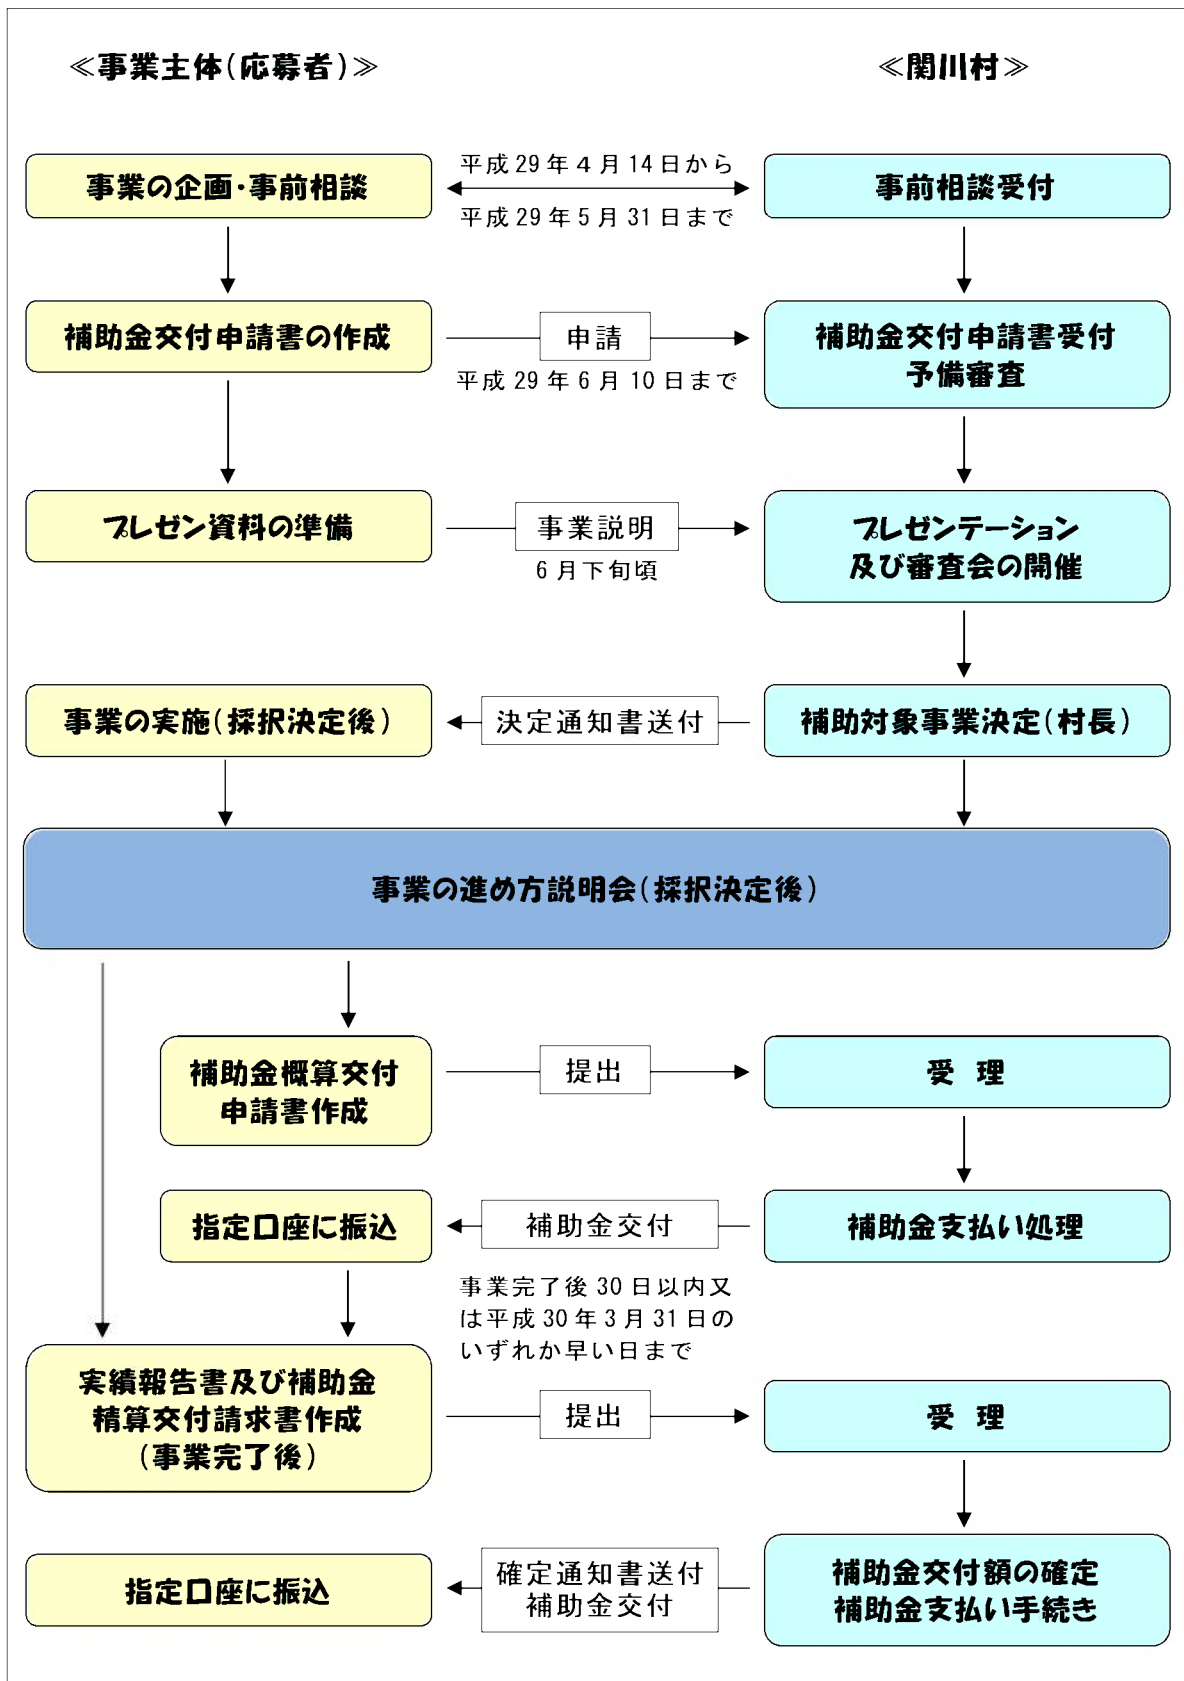 ≪事業主体(応募者)≫
≪関川村≫
事業の企画・事前相談
平成29年4月14日から
平成29年5月31日まで
事前相談受付
補助金交付申請書の作成
申請
平成29年6月10日まで
補助金交付申請書受付
予備審査
プレゼン資料の準備
事業説明
6月下旬頃
プレゼンテーション
及び審査会の開催
事業の実施(採択決定後)
決定通知書送付
補助対象事業決定(村長)
事業の進め方説明会(採択決定後)
補助金概算交付
申請書作成
提出
受 理
指定口座に振込
補助金交付
補助金支払い処理
事業完了後30日以内又
は平成30年3月31日の
いずれか早い日まで
実績報告書及び補助金
精算交付請求書作成
(事業完了後)
提出
受 理
指定口座に振込
確定通知書送付
補助金交付
補助金交付額の確定
補助金支払い手続き